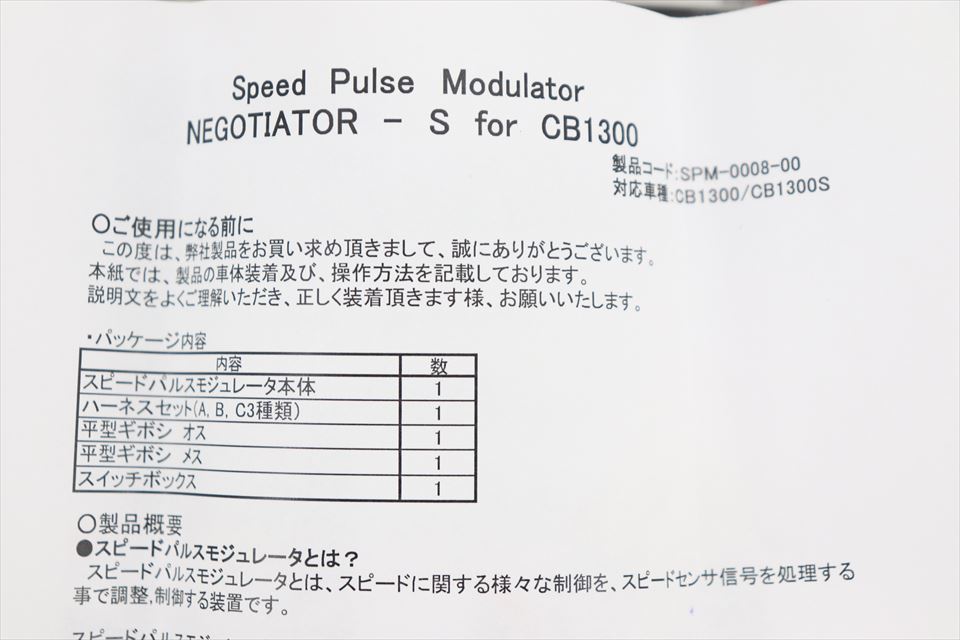 Speed Pulse Modulator
NEGOTIATOR - S for CB1300
製品コード:SPM-0008-00
対応車種:CB1300/CB1300S
○ご使用になる前に
この度は、弊社製品をお買い求め頂きまして、誠にありがとうございます。
本紙では、製品の車体装着及び、操作方法を記載しております。
説明文をよくご理解いただき、正しく装着頂きます様、お願いいたします。
・パッケージ内容
内容 数
スピードパルスモジュレータ本体 1
ハーネスセット(A, B, C3種類) 1
平型ギボシ オス 1
平型ギボシ メス 1
スイッチボックス 1
○製品概要
●スピードパルスモジュレータとは？
スピードパルスモジュレータとは、スピードに関する様々な制御を、スピードセンサ信号を処理する
事で調整,制御する装置です。
スピードパルスモジュレ